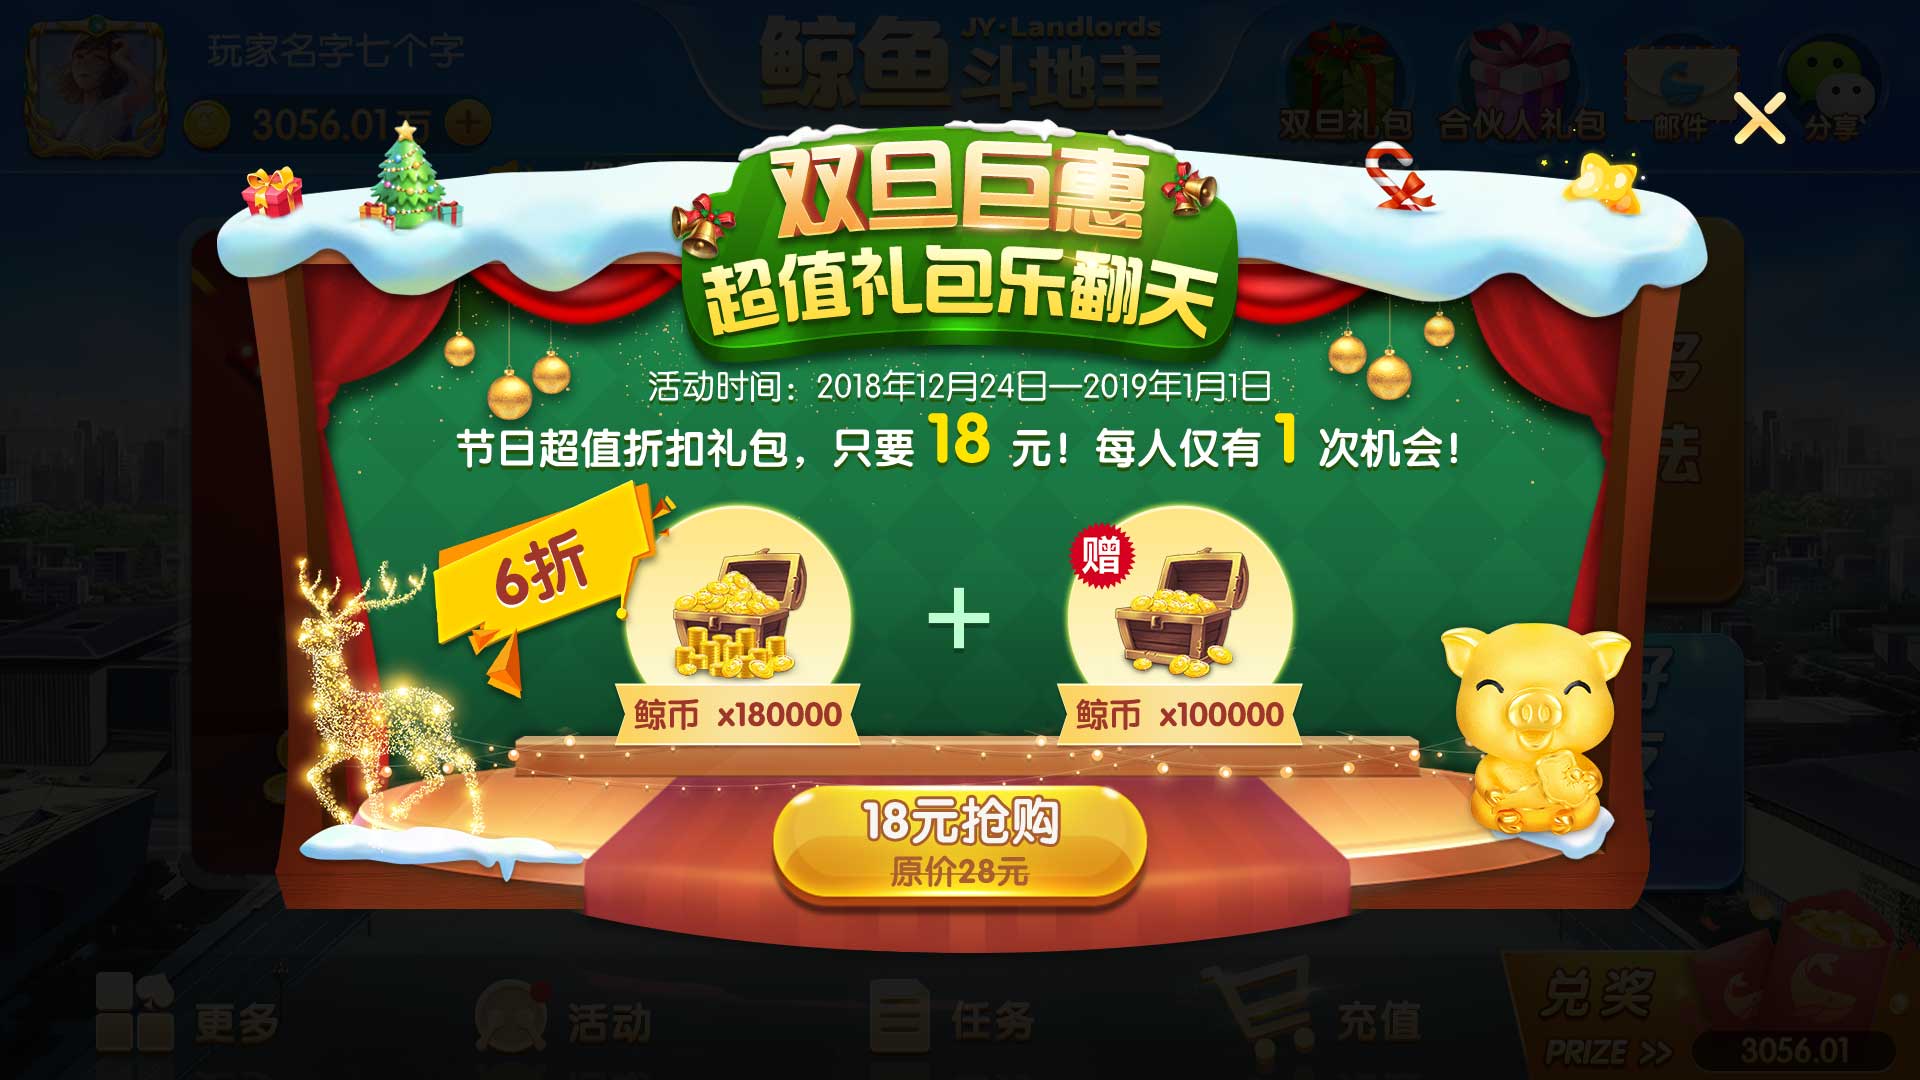 玩家名字七个字
3056.01万
鲸鱼
JY·Landlords
斗地主
双旦礼包
合伙人礼包
邮件
分享
双旦巨惠
超值礼包乐翻天
活动时间：2018年12月24日—2019年1月1日
节日超值折扣礼包，只要18元！每人仅有1次机会！
6折
赠
鲸币 x180000
+
鲸币 x100000
18元抢购
原价28元
更多
活动
任务
充值
兑奖
PRIZE >>
3056.01